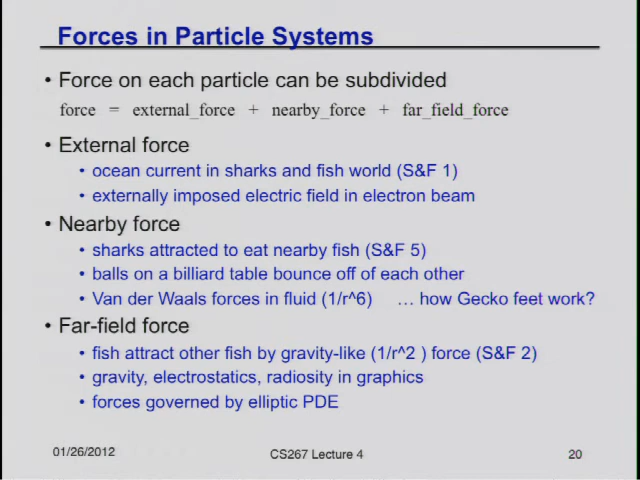 Forces in Particle Systems
• Force on each particle can be subdivided
force = external_force + nearby_force + far_field_force
• External force
• ocean current in sharks and fish world (S&F 1)
• externally imposed electric field in electron beam
• Nearby force
• sharks attracted to eat nearby fish (S&F 5)
• balls on a billiard table bounce off of each other
• Van der Waals forces in fluid (1/r^6) … how Gecko feet work?
• Far-field force
• fish attract other fish by gravity-like (1/r^2 ) force (S&F 2)
• gravity, electrostatics, radiosity in graphics
• forces governed by elliptic PDE
01/26/2012 CS267 Lecture 4 20